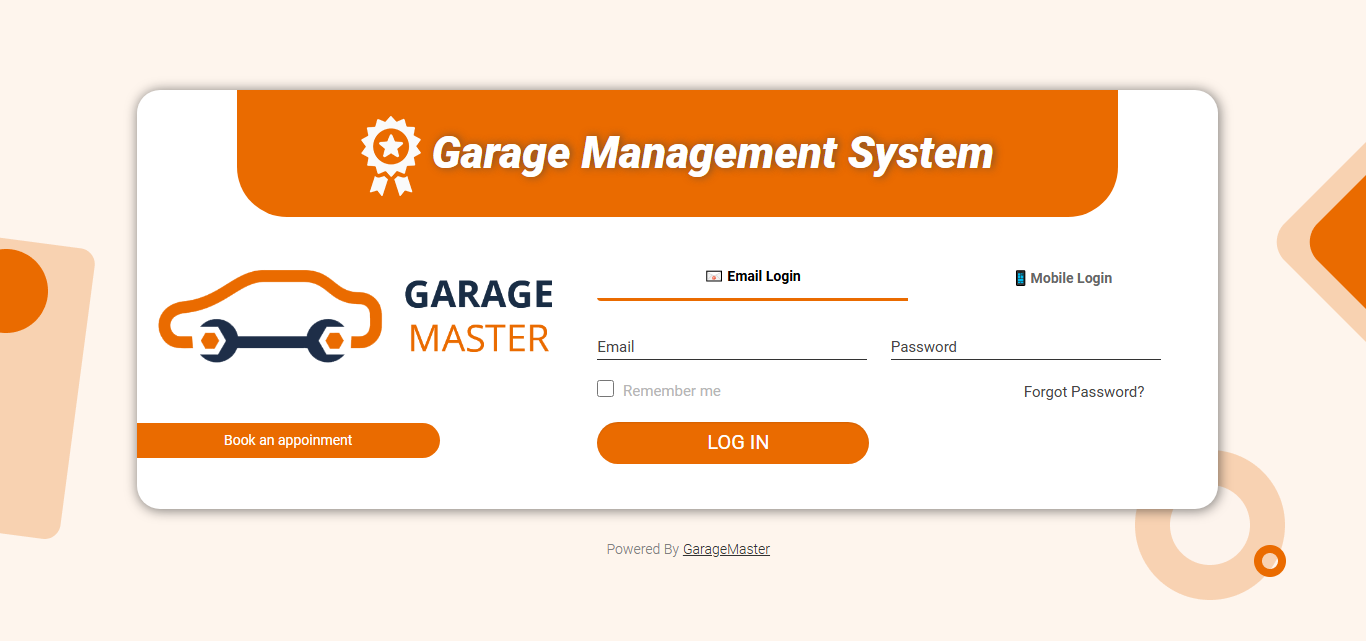 Garage Management System
GARAGE
MASTER
Email Login
Mobile Login
Email
Password
Remember me
Forgot Password?
Book an appoinment
LOG IN
Powered By GarageMaster